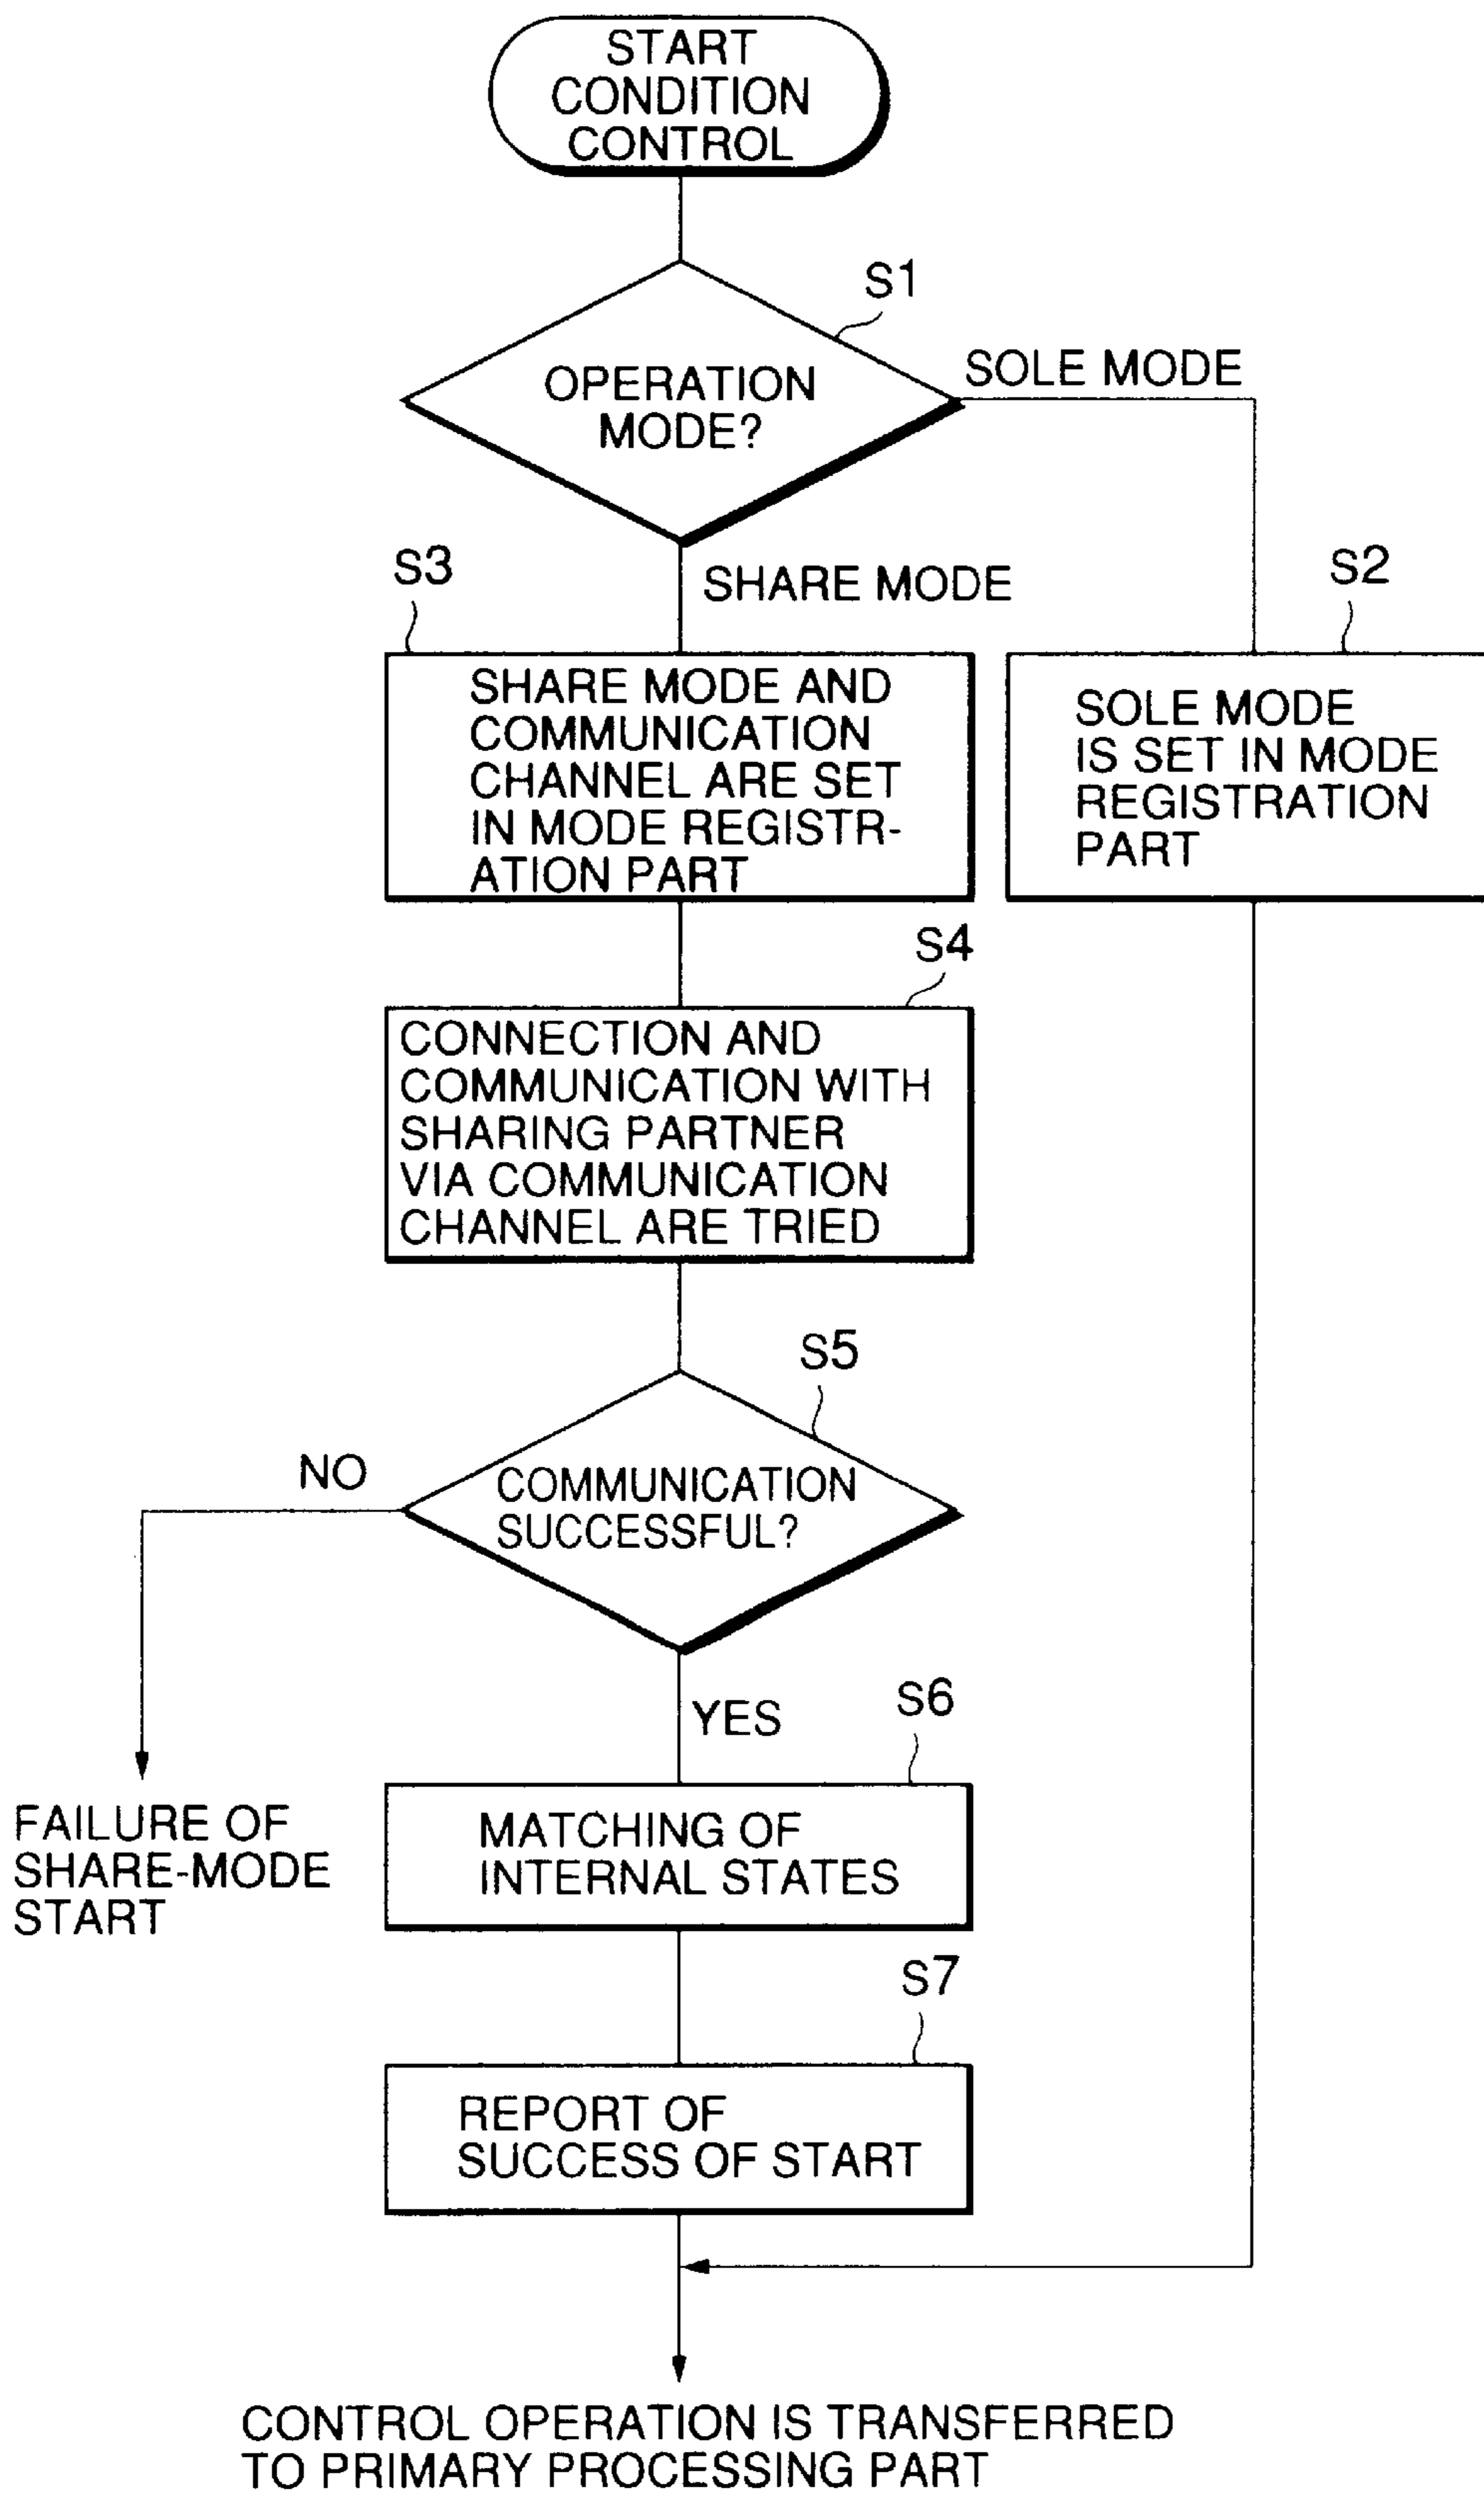 START
CONDITION
CONTROL
S1
OPERATION
MODE?
SOLE MODE
SHARE MODE
S3
SHARE MODE AND
COMMUNICATION
CHANNEL ARE SET
IN MODE REGISTR-
ATION PART
S2
SOLE MODE
IS SET IN MODE
REGISTRATION
PART
S4
CONNECTION AND
COMMUNICATION WITH
SHARING PARTNER
VIA COMMUNICATION
CHANNEL ARE TRIED
S5
COMMUNICATION
SUCCESSFUL?
NO
FAILURE OF
SHARE-MODE
START
YES
S6
MATCHING OF
INTERNAL STATES
S7
REPORT OF
SUCCESS OF START
CONTROL OPERATION IS TRANSFERRED
TO PRIMARY PROCESSING PART